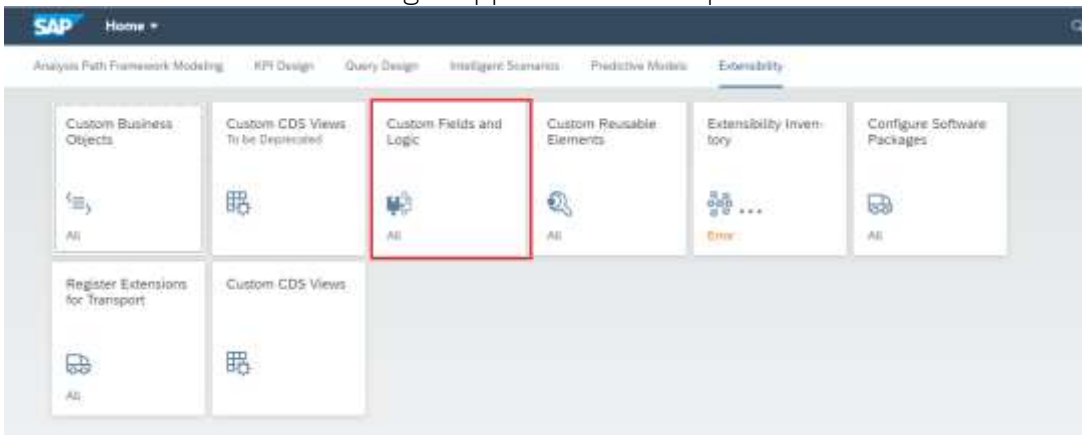 SAP Home
Analysis Path Framework Modeling KPI Design Query Design Intelligent Scenarios Predictive Models Extensibility
Custom Business
Objects
All
Custom CDS Views
To be Deprecated
Custom Fields and
Logic
All
Custom Reusable
Elements
All
Extensibility Inven-
tory
...
Error
Configure Software
Packages
All
Register Extensions
for Transport
All
Custom CDS Views